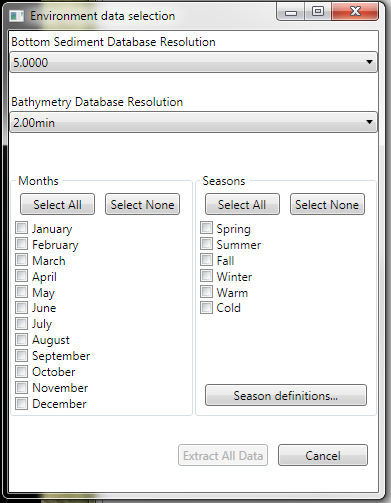 Environment data selection
Bottom Sediment Database Resolution
5.0000
Bathymetry Database Resolution
2.00min
Months
Select All Select None
January
February
March
April
May
June
July
August
September
October
November
December
Seasons
Select All Select None
Spring
Summer
Fall
Winter
Warm
Cold
Season definitions...
Extract All Data Cancel